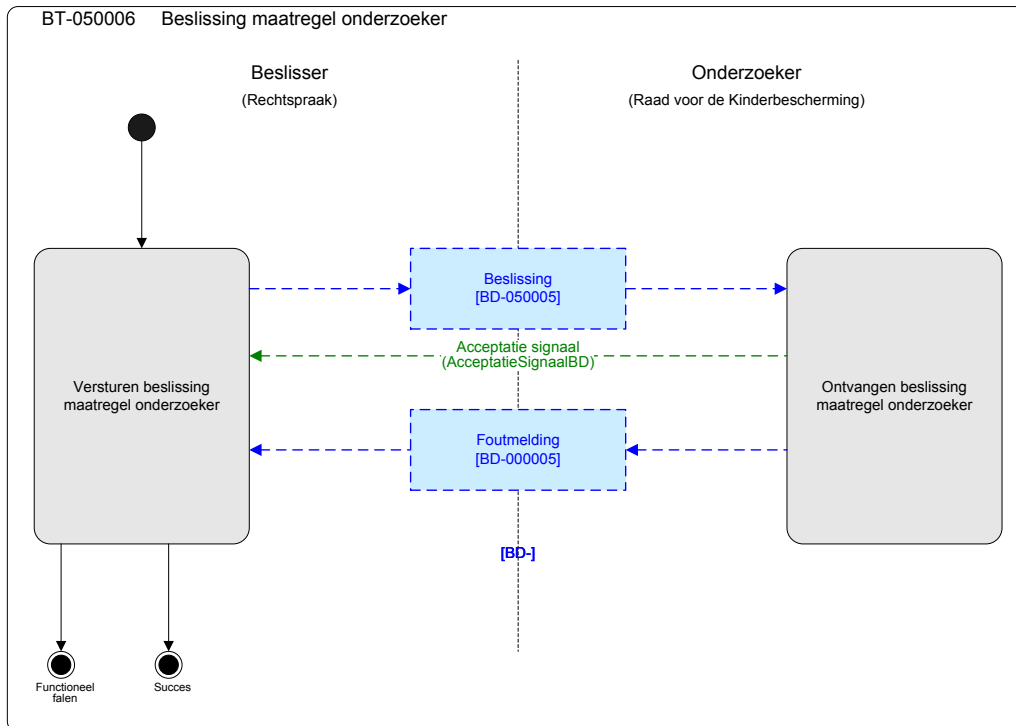 BT-050006 Beslissing maatregel onderzoeker
Beslisser
(Rechtspraak)
Onderzoeker
(Raad voor de Kinderbescherming)
Beslissing
[BD-050005]
Acceptatie signaal
(AcceptatieSignaalBD)
Versturen beslissing
maatregel onderzoeker
Ontvangen beslissing
maatregel onderzoeker
Foutmelding
[BD-000005]
[BD-]
Functioneel
falen
Succes